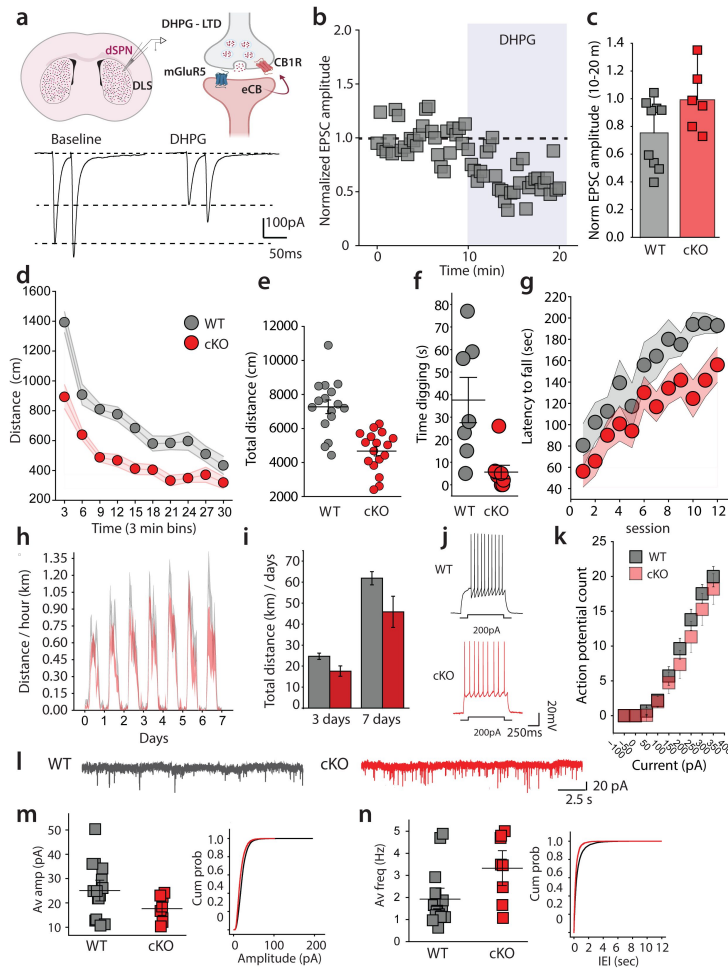 a
DHPG - LTD
dSPN
DLS
mGluR5
CB1R
eCB
Baseline
DHPG
100pA
50ms
b
DHPG
Normalized EPSC amplitude
2.0
1.5
1.0
0.5
0
0
10
20
Time (min)
c
Norm EPSC amplitude (10-20 m)
1.4
1.2
1.0
0.8
0.6
0.4
0.2
0
WT
cKO
d
Distance (cm)
1600
1400
1200
1000
800
600
400
200
WT
cKO
3 6 9 12 15 18 21 24 27 30
Time (3 min bins)
e
Total distance (cm)
12000
10000
8000
6000
4000
2000
WT
cKO
f
Time digging (s)
80
70
60
50
40
30
20
10
0
WT
cKO
g
Latency to fall (sec)
200
180
160
140
120
100
80
60
40
0 2 4 6 8 10 12
session
h
Distance / hour (km)
1.35
1.20
1.05
0.90
0.75
0.60
0.45
0.30
0.15
0.00
0 1 2 3 4 5 6 7
Days
i
Total distance (km) / days
70
60
50
40
30
20
10
0
3 days
7 days
j
WT
200pA
cKO
200pA
20mV
250ms
k
Action potential count
25
20
15
10
5
0
WT
cKO
-100 -50 0 50 100 150 200 250 300 350 400
Current (pA)
l
WT
cKO
20 pA
2.5 s
m
Av amp (pA)
50
40
30
20
10
WT
cKO
Cum prob
1.0
0.8
0.6
0.4
0.2
0
0
100
200
Amplitude (pA)
n
Av freq (Hz)
5
4
3
2
1
0
WT
cKO
Cum prob
1.0
0.8
0.6
0.4
0.2
0
0 2 4 6 8 10 12
IEI (sec)